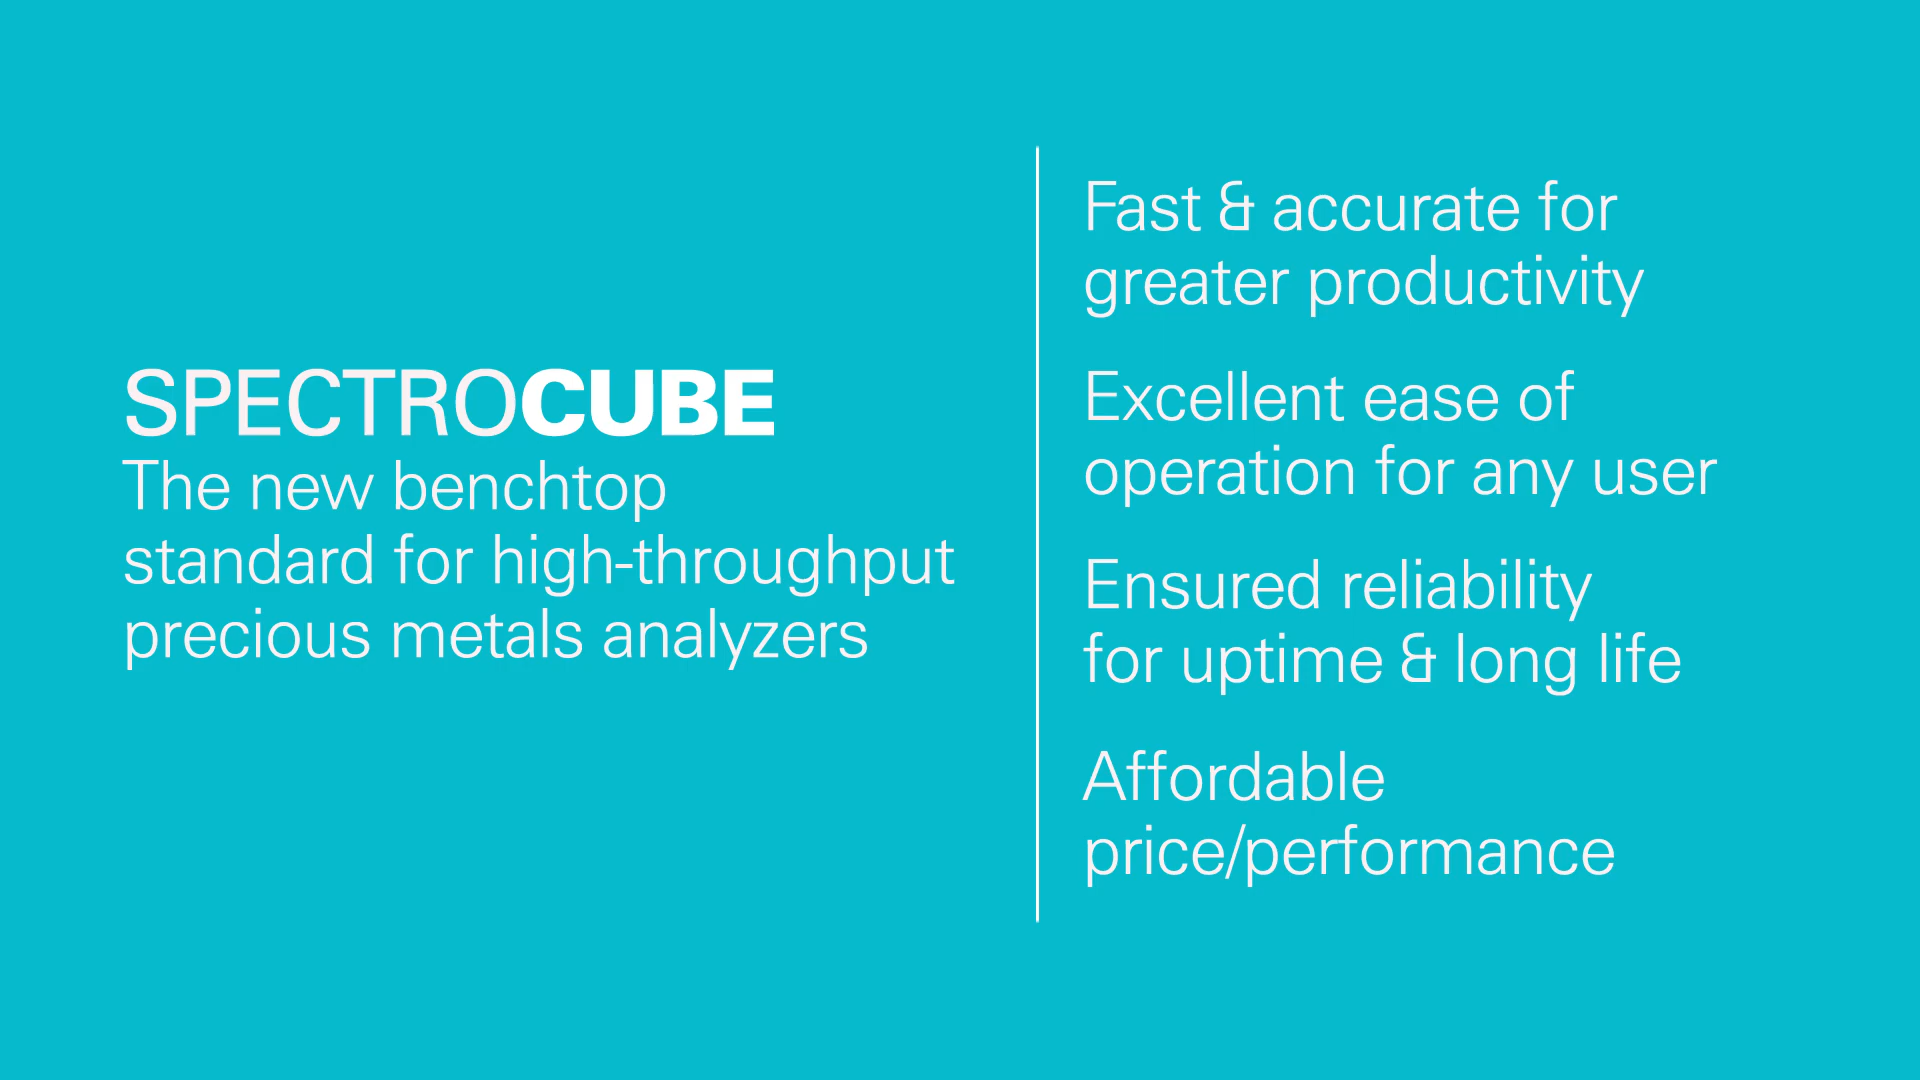 SPECTROCUBE
The new benchtop
standard for high-throughput
precious metals analyzers
Fast & accurate for
greater productivity
Excellent ease of
operation for any user
Ensured reliability
for uptime & long life
Affordable
price/performance